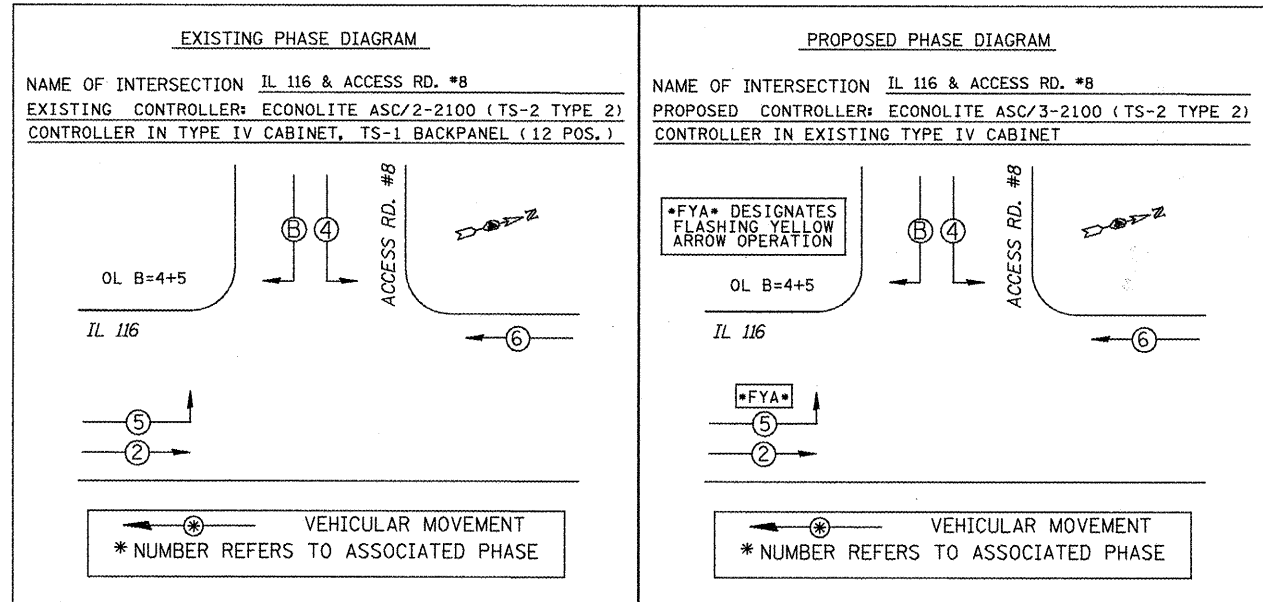 EXISTING PHASE DIAGRAM
NAME OF INTERSECTION IL 116 & ACCESS RD. #8
EXISTING CONTROLLER: ECONOLITE ASC/2-2100 (TS-2 TYPE 2)
CONTROLLER IN TYPE IV CABINET, TS-1 BACKPANEL (12 POS.)
B 4
ACCESS RD. #8
N
OL B=4+5
IL 116
6
5
2
* VEHICULAR MOVEMENT
* NUMBER REFERS TO ASSOCIATED PHASE
PROPOSED PHASE DIAGRAM
NAME OF INTERSECTION IL 116 & ACCESS RD. #8
PROPOSED CONTROLLER: ECONOLITE ASC/3-2100 (TS-2 TYPE 2)
CONTROLLER IN EXISTING TYPE IV CABINET
*FYA* DESIGNATES
FLASHING YELLOW
ARROW OPERATION
B 4
ACCESS RD. #8
N
OL B=4+5
IL 116
6
*FYA*
5
2
* VEHICULAR MOVEMENT
* NUMBER REFERS TO ASSOCIATED PHASE